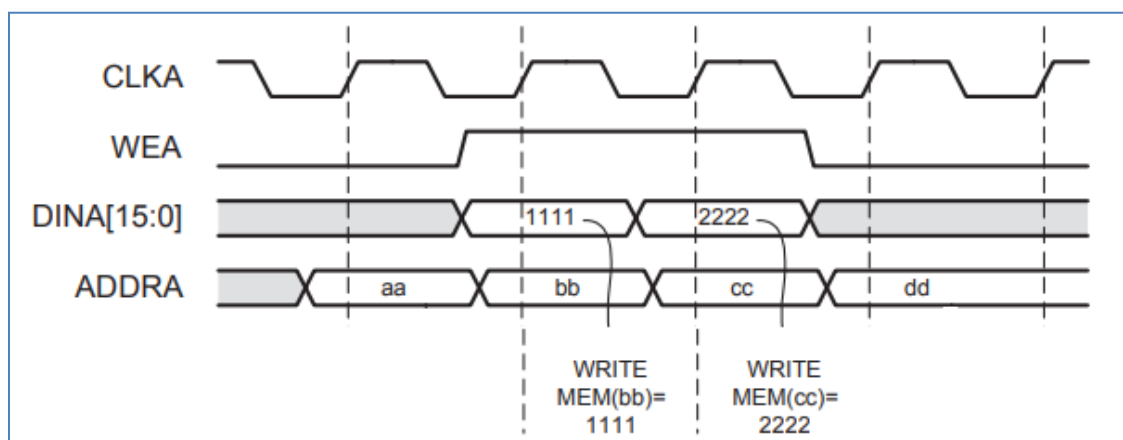 CLKA
WEA
DINA[15:0]
1111
2222
ADDRA
aa
bb
cc
dd
WRITE
MEM(bb)=
1111
WRITE
MEM(cc)=
2222